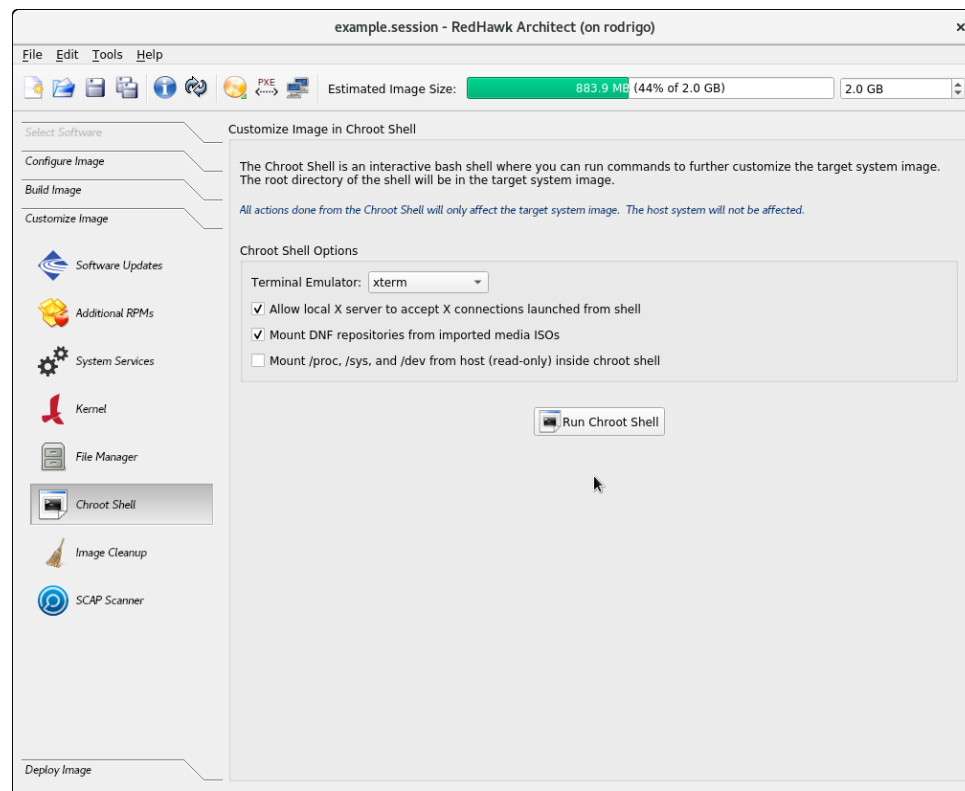 example.session - RedHawk Architect (on rodrigo)
File Edit Tools Help
PXE
Estimated Image Size:
883.9 MB (44% of 2.0 GB)
2.0 GB
Select Software
Configure Image
Build Image
Customize Image
Software Updates
Additional RPMs
System Services
Kernel
File Manager
Chroot Shell
Image Cleanup
SCAP Scanner
Deploy Image
Customize Image in Chroot Shell
The Chroot Shell is an interactive bash shell where you can run commands to further customize the target system image.
The root directory of the shell will be in the target system image.
All actions done from the Chroot Shell will only affect the target system image. The host system will not be affected.
Chroot Shell Options
Terminal Emulator: xterm
Allow local X server to accept X connections launched from shell
Mount DNF repositories from imported media ISOs
Mount /proc, /sys, and /dev from host (read-only) inside chroot shell
Run Chroot Shell